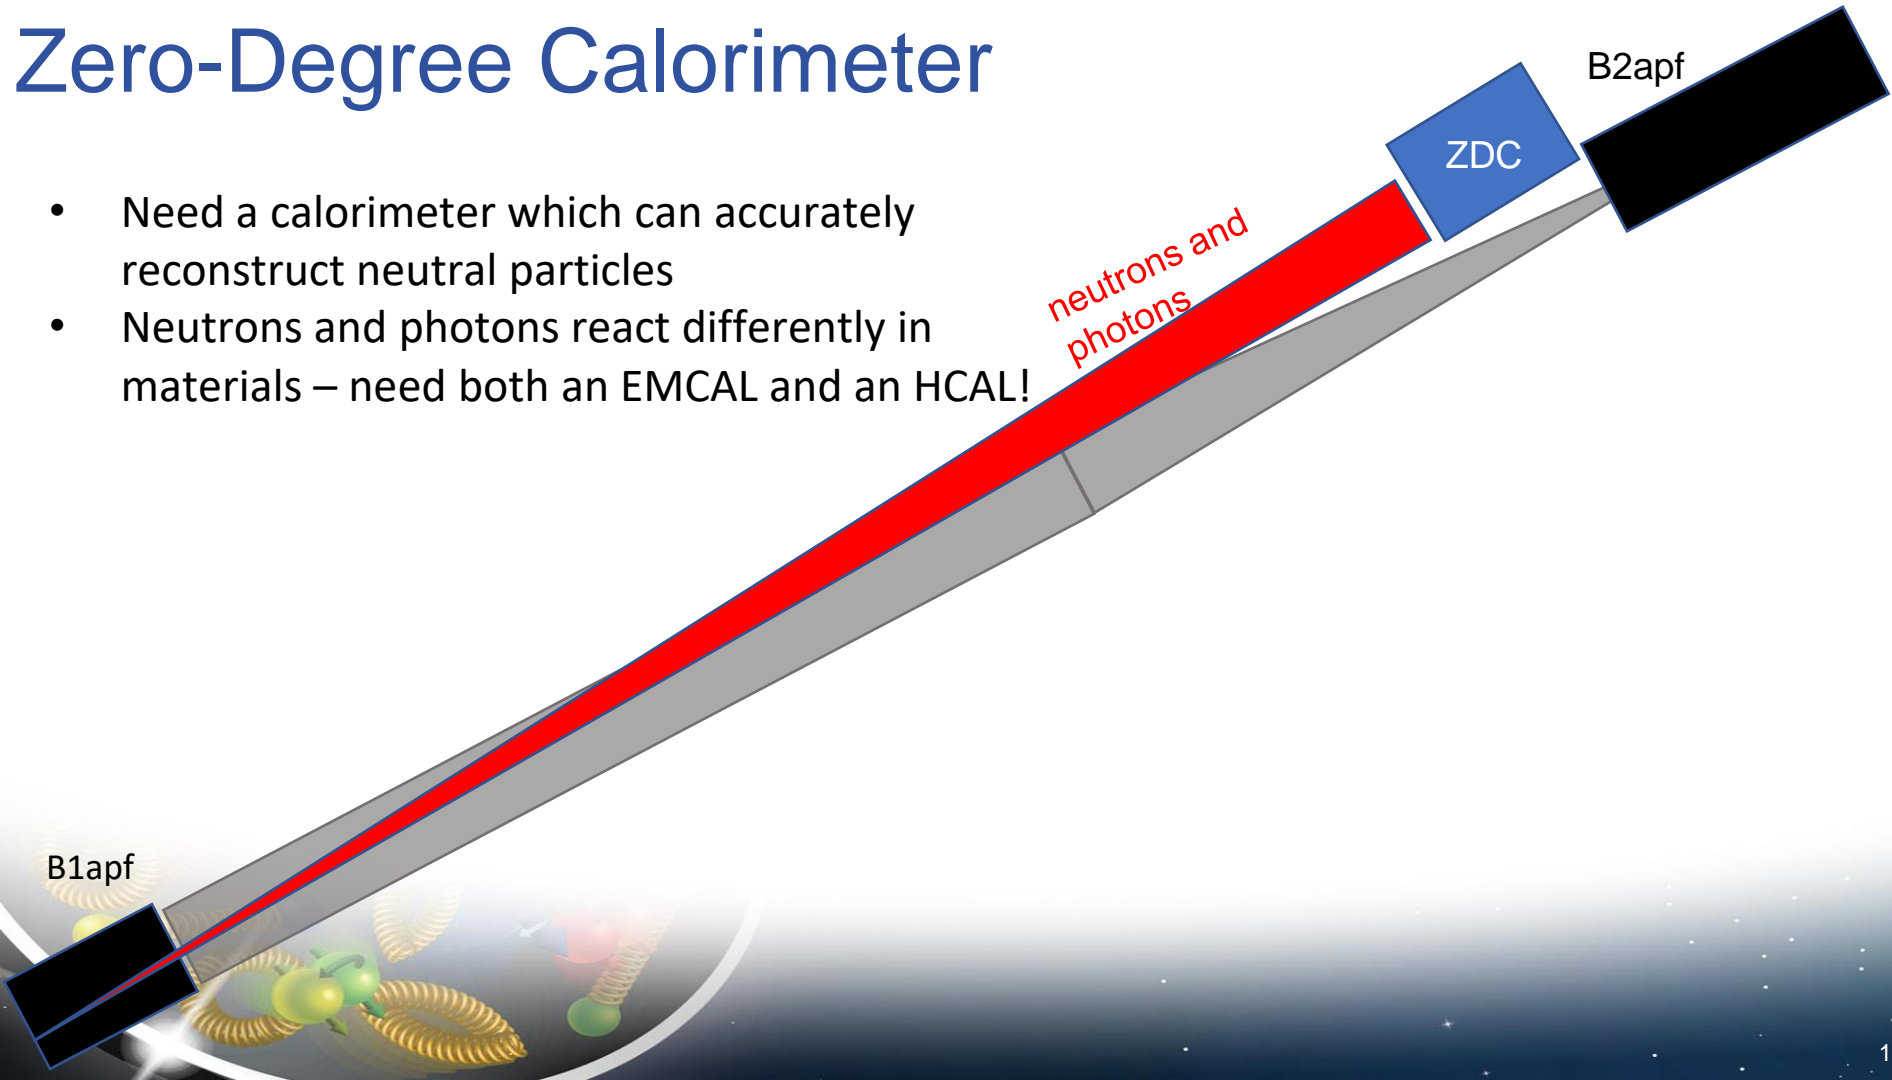 Zero-Degree Calorimeter
B2apf
ZDC
• Need a calorimeter which can accurately
reconstruct neutral particles
• Neutrons and photons react differently in
materials – need both an EMCAL and an HCAL!
neutrons and
photons
B1apf
1